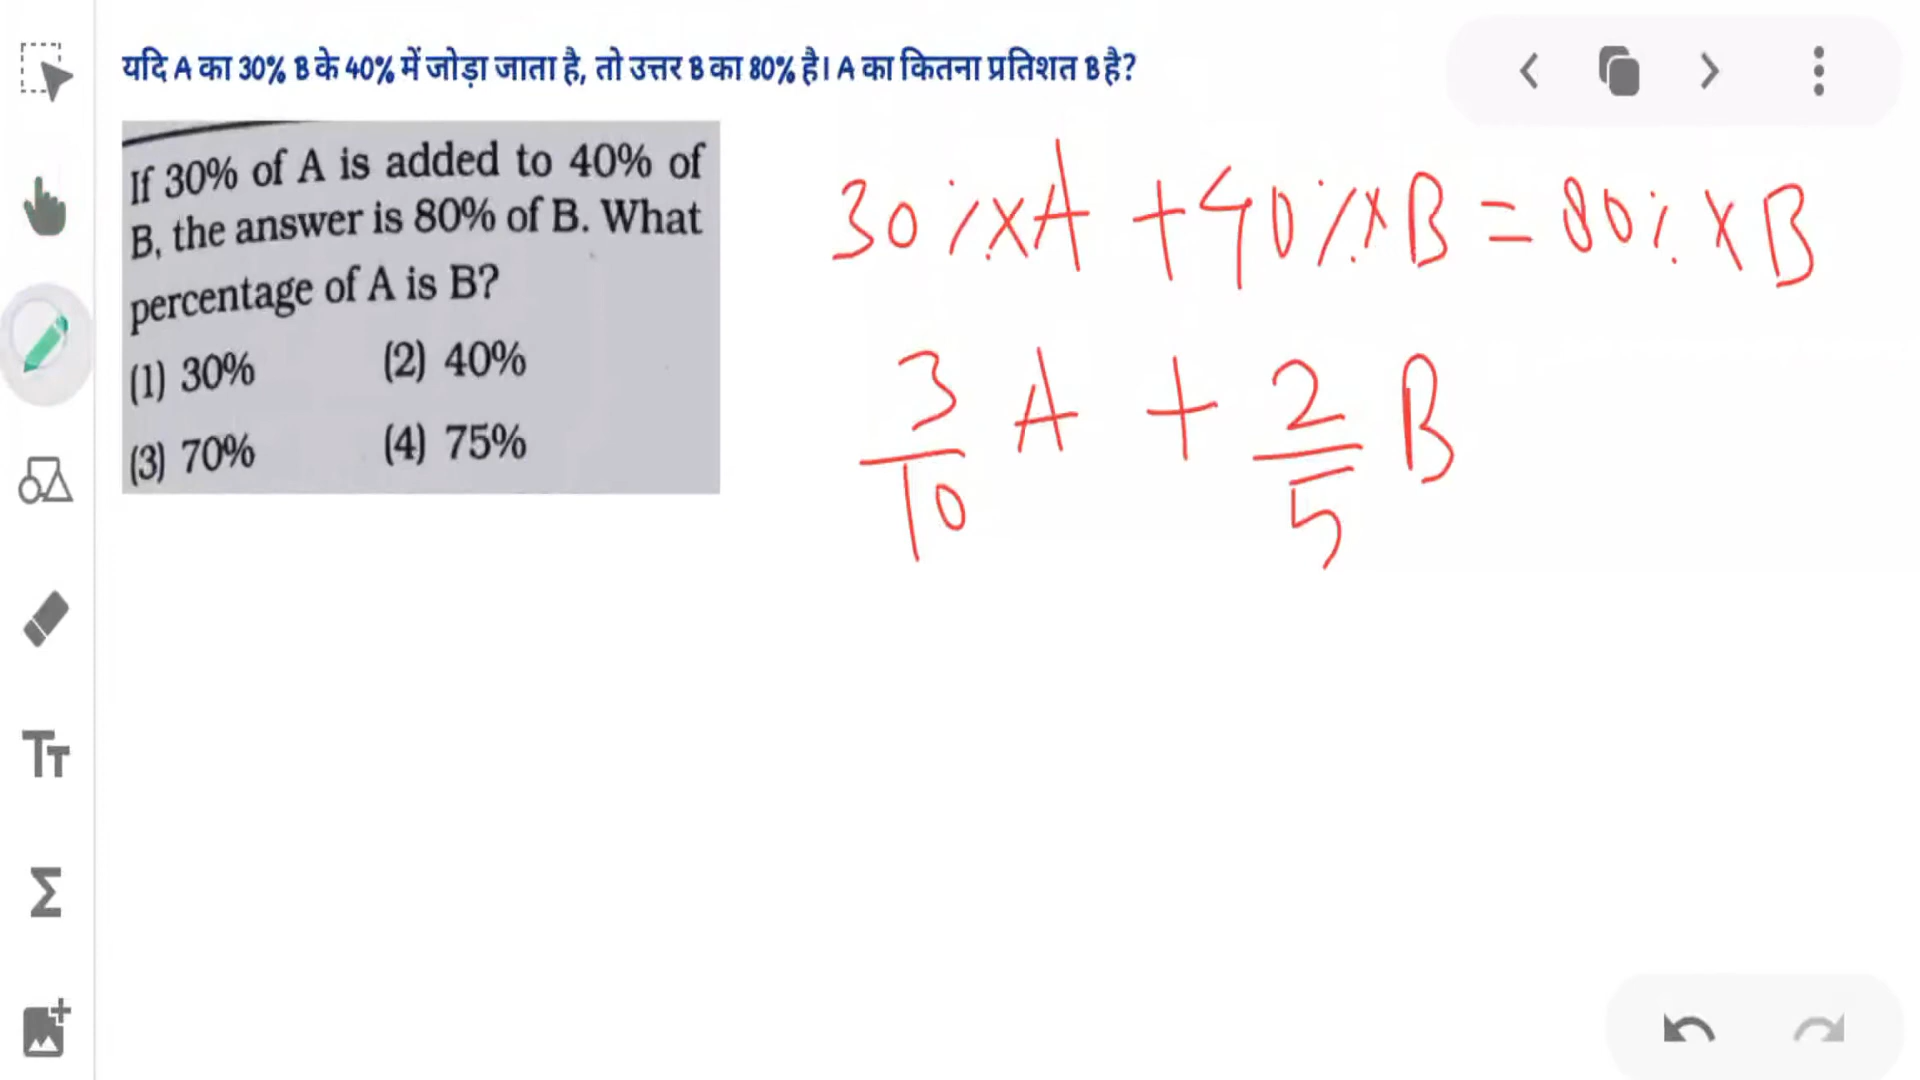 यदि A का 30% B के 40% में जोड़ा जाता है, तो उत्तर B का 80% है। A का कितना प्रतिशत B है?
If 30% of A is added to 40% of
B, the answer is 80% of B. What
percentage of A is B?
(1) 30% (2) 40%
(3) 70% (4) 75%
30% × A + 40% × B = 80% × B
3/10 A + 2/5 B